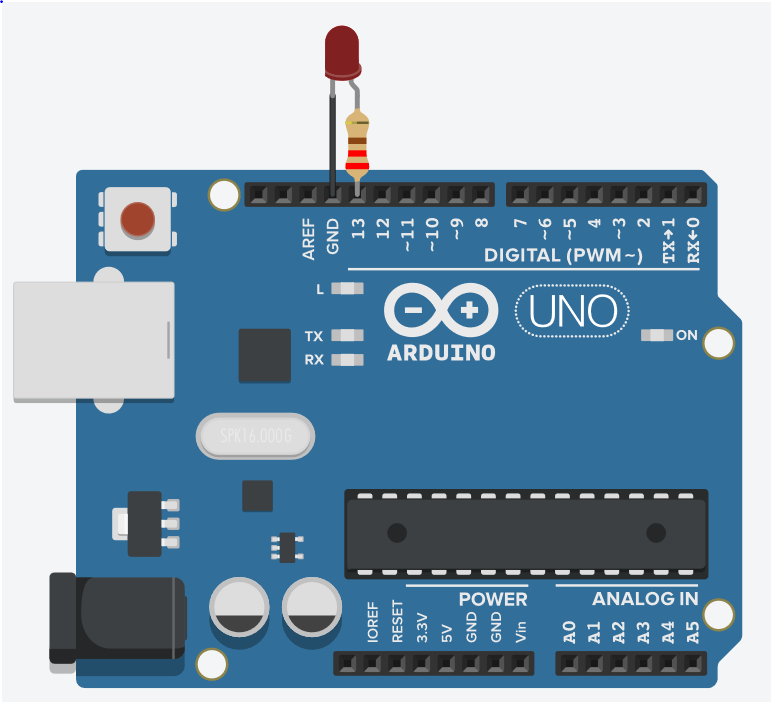 AREF
GND
13
12
~11
~10
~9
8
7
~6
~5
4
~3
2
TX→1
RX←0
DIGITAL (PWM~)
L
TX
RX
ARDUINO
UNO
ON
SPK16.000G
POWER
ANALOG IN
IOREF
RESET
3.3V
5V
GND
GND
Vin
A0
A1
A2
A3
A4
A5